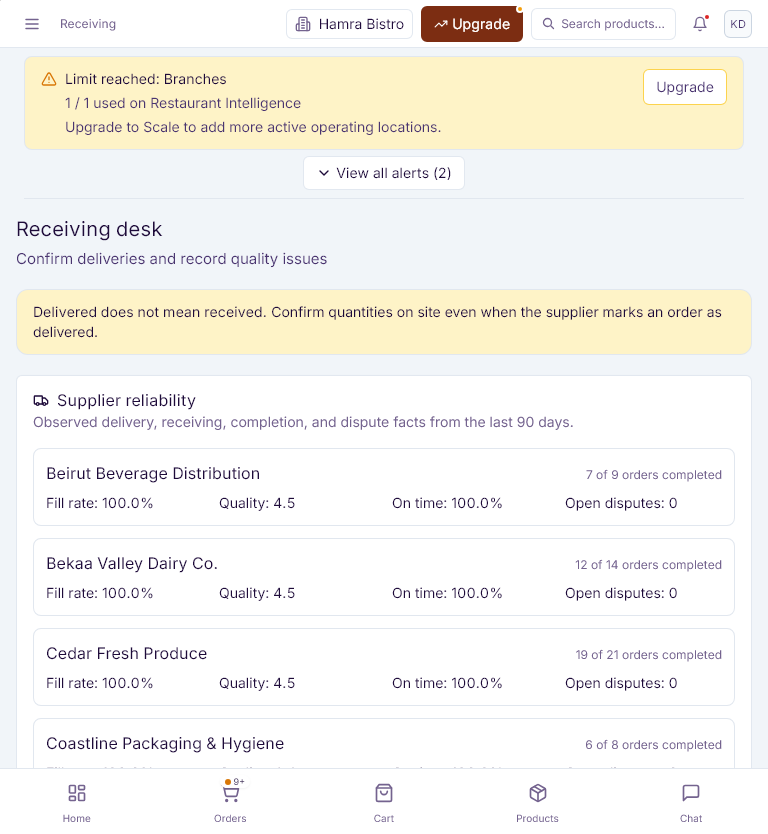 Receiving
Hamra Bistro
Upgrade
Search products...
KD
Limit reached: Branches
1 / 1 used on Restaurant Intelligence
Upgrade to Scale to add more active operating locations.
Upgrade
View all alerts (2)
Receiving desk
Confirm deliveries and record quality issues
Delivered does not mean received. Confirm quantities on site even when the supplier marks an order as
delivered.
Supplier reliability
Observed delivery, receiving, completion, and dispute facts from the last 90 days.
Beirut Beverage Distribution
7 of 9 orders completed
Fill rate: 100.0% Quality: 4.5 On time: 100.0% Open disputes: 0
Bekaa Valley Dairy Co.
12 of 14 orders completed
Fill rate: 100.0% Quality: 4.5 On time: 100.0% Open disputes: 0
Cedar Fresh Produce
19 of 21 orders completed
Fill rate: 100.0% Quality: 4.5 On time: 100.0% Open disputes: 0
Coastline Packaging & Hygiene
6 of 8 orders completed
9+
Home
Orders
Cart
Products
Chat